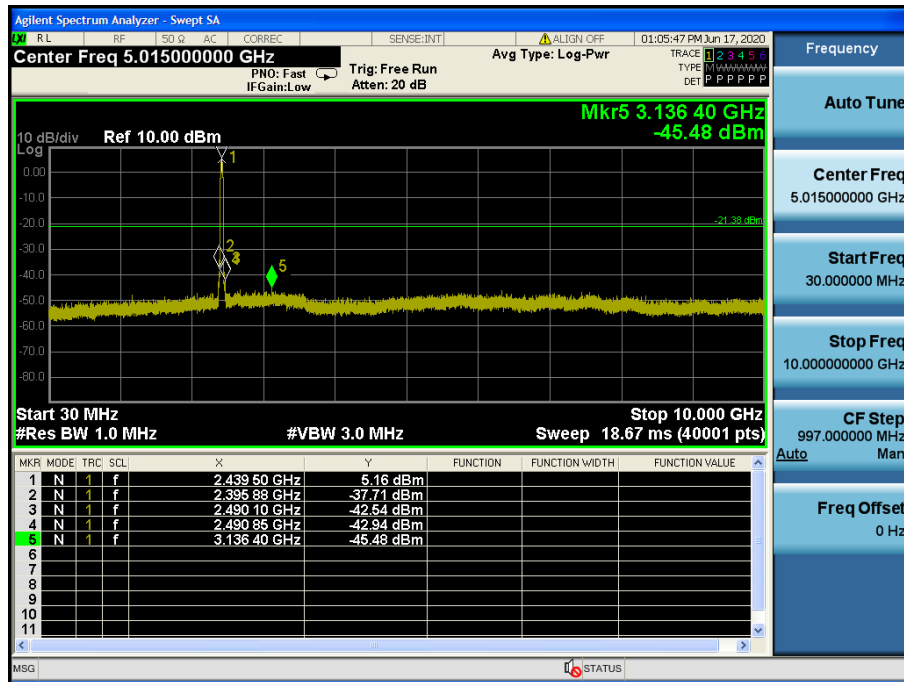 Agilent Spectrum Analyzer - Swept SA
LXI RL RF 50 Ω AC CORREC SENSE:INT ALIGN OFF 01:05:47 PM Jun 17, 2020
Center Freq 5.015000000 GHz
PNO: Fast
IFGain:Low
Trig: Free Run
Atten: 20 dB
Avg Type: Log-Pwr
TRACE 1 2 3 4 5 6
TYPE M WWWWW
DET P P P P P P
Mkr5 3.136 40 GHz
-45.48 dBm
10 dB/div Ref 10.00 dBm
Log
1
0.00
-10.0
-20.0
-21.38 dBm
-30.0
2
3
5
-40.0
-50.0
-60.0
-70.0
-80.0
Start 30 MHz Stop 10.000 GHz
#Res BW 1.0 MHz #VBW 3.0 MHz Sweep 18.67 ms (40001 pts)
MKR MODE TRC SCL X Y FUNCTION FUNCTION WIDTH FUNCTION VALUE
1 N 1 f 2.439 50 GHz 5.16 dBm
2 N 1 f 2.395 88 GHz -37.71 dBm
3 N 1 f 2.490 10 GHz -42.54 dBm
4 N 1 f 2.490 85 GHz -42.94 dBm
5 N 1 f 3.136 40 GHz -45.48 dBm
6
7
8
9
10
11
MSG STATUS
Frequency
Auto Tune
Center Freq
5.015000000 GHz
Start Freq
30.000000 MHz
Stop Freq
10.000000000 GHz
CF Step
997.000000 MHz
Auto Man
Freq Offset
0 Hz